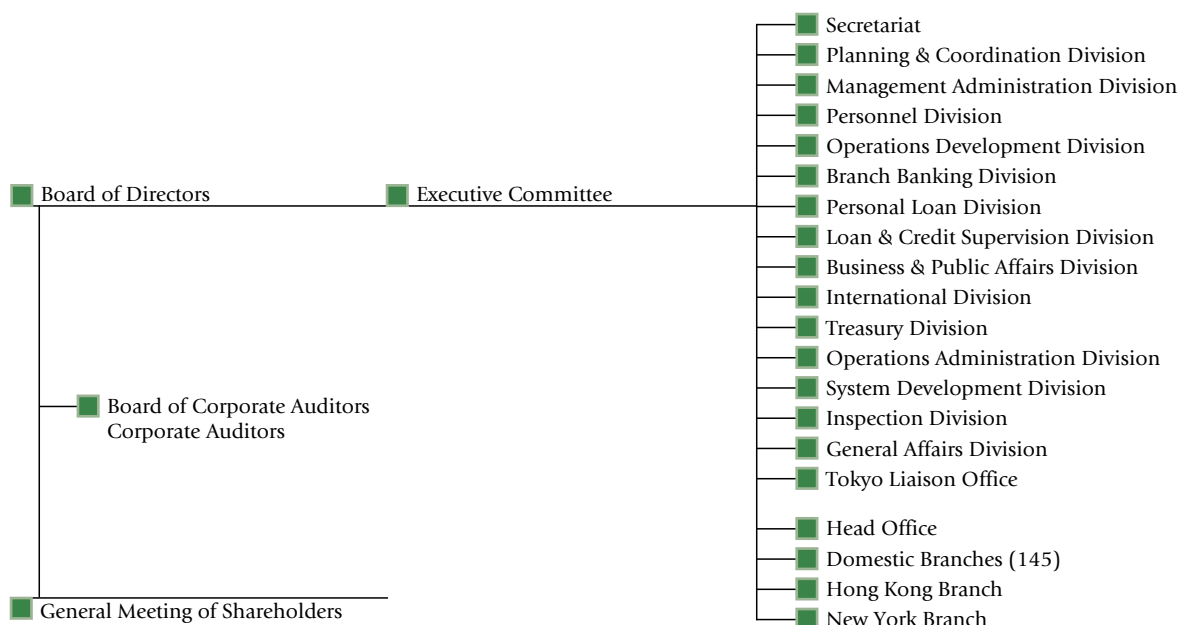 Board of Directors
Board of Corporate Auditors
Corporate Auditors
General Meeting of Shareholders
Executive Committee
Secretariat
Planning & Coordination Division
Management Administration Division
Personnel Division
Operations Development Division
Branch Banking Division
Personal Loan Division
Loan & Credit Supervision Division
Business & Public Affairs Division
International Division
Treasury Division
Operations Administration Division
System Development Division
Inspection Division
General Affairs Division
Tokyo Liaison Office
Head Office
Domestic Branches (145)
Hong Kong Branch
New York Branch